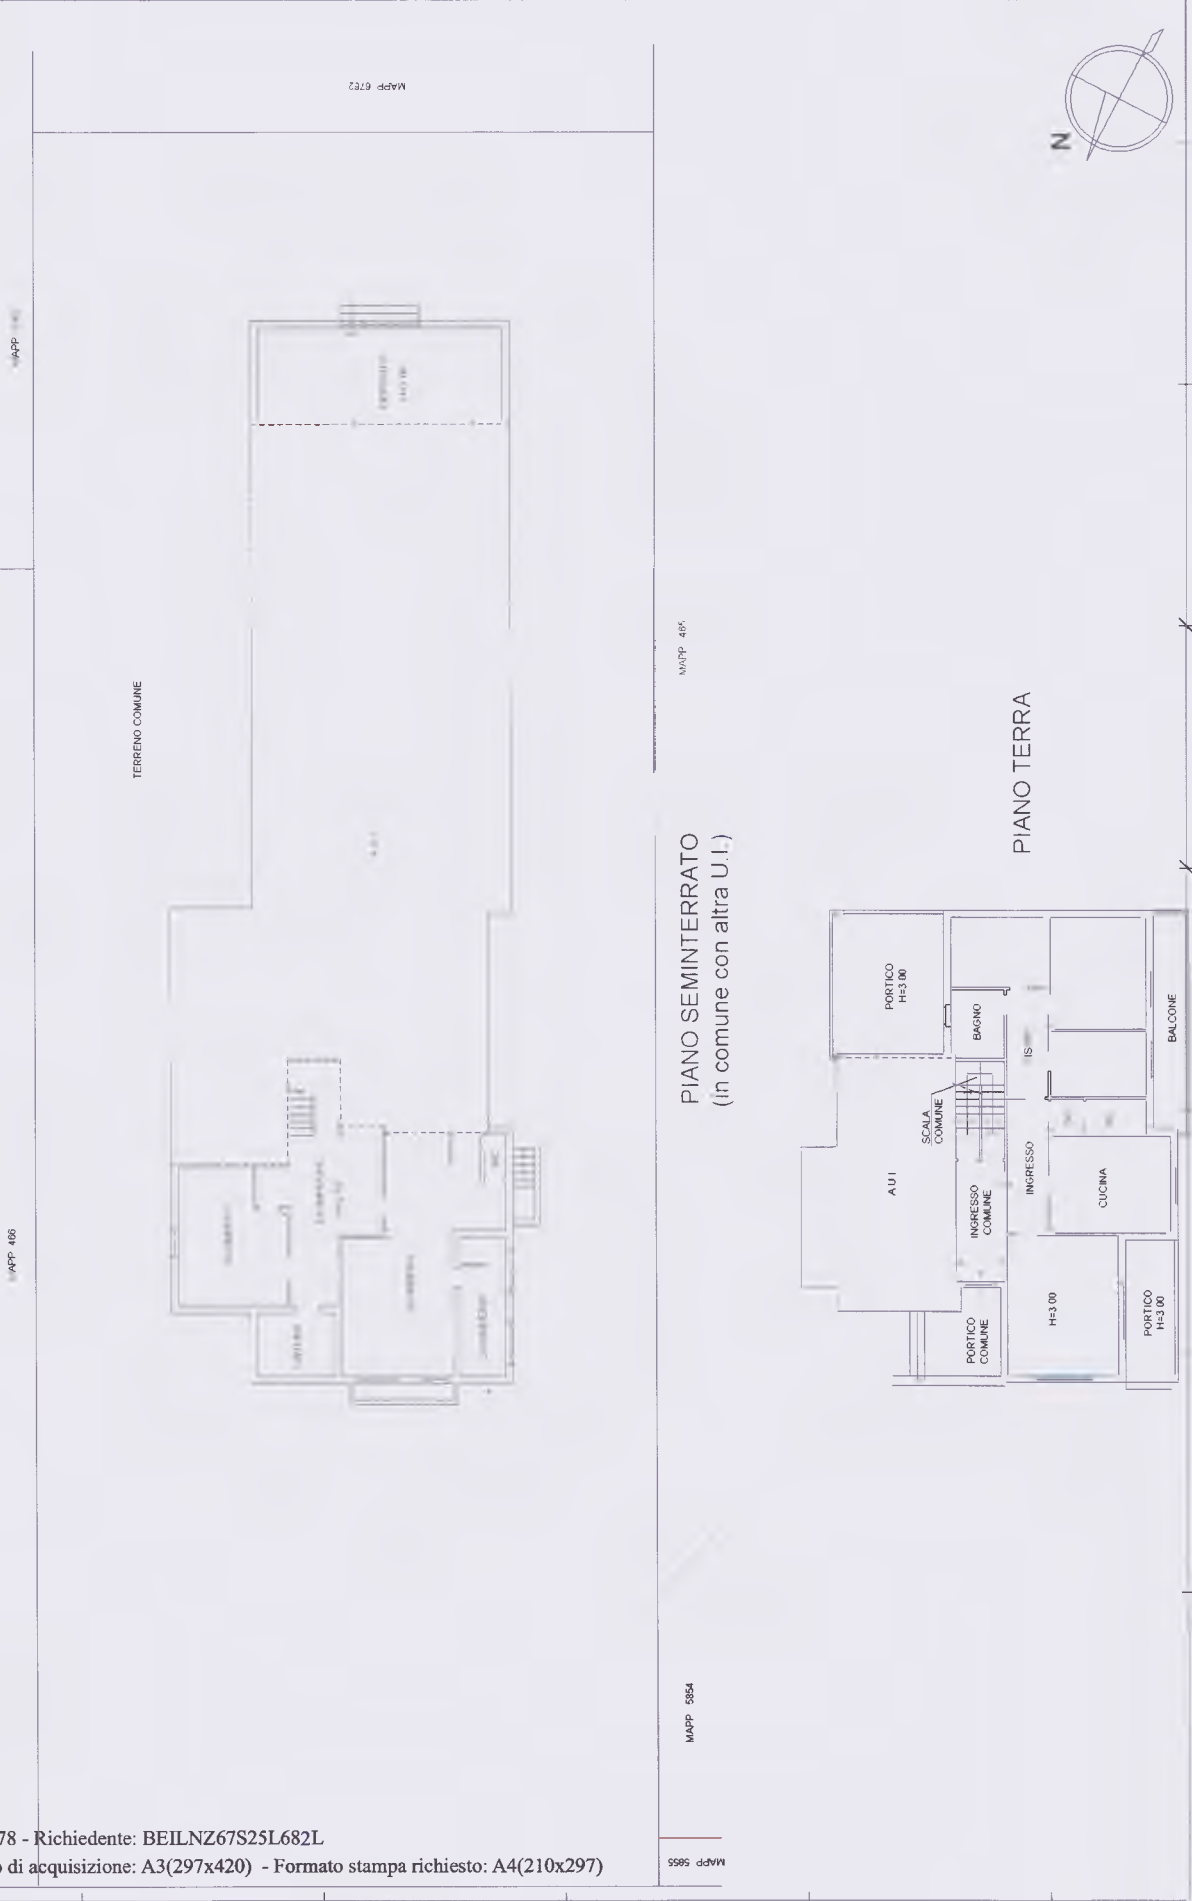 MAPP 6762
N
TERRENO COMUNE
MAPP 465
PIANO SEMINTERRATO
(in comune con altra U.I.)
PIANO TERRA
PORTICO
H=3.00
BAGNO
BALCONE
SCALA
COMUNE
A U I
INGRESSO
COMUNE
INGRESSO
CUCINA
PORTICO
COMUNE
H=3.00
PORTICO
H=3.00
MAPP 466
MAPP 5854
78 - Richiedente: BEILNZ67S25L682L
di acquisizione: A3(297x420) - Formato stampa richiesto: A4(210x297)
MAPP 5855